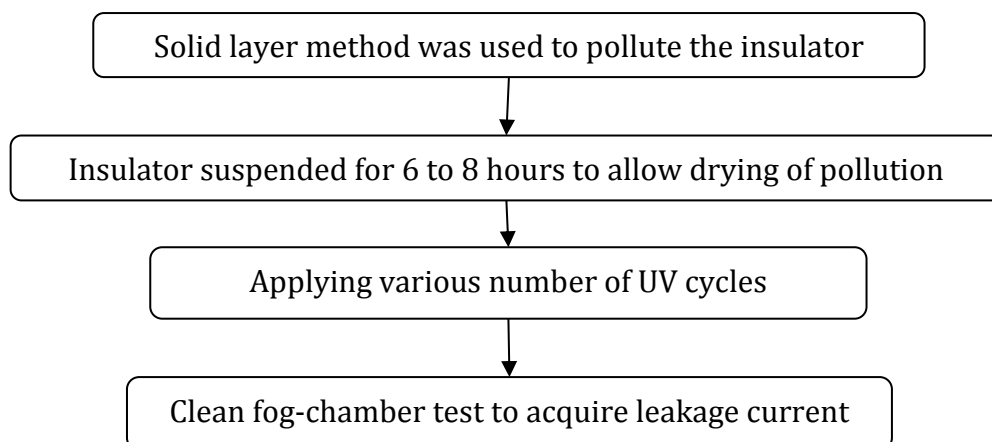 Solid layer method was used to pollute the insulator
Insulator suspended for 6 to 8 hours to allow drying of pollution
Applying various number of UV cycles
Clean fog-chamber test to acquire leakage current